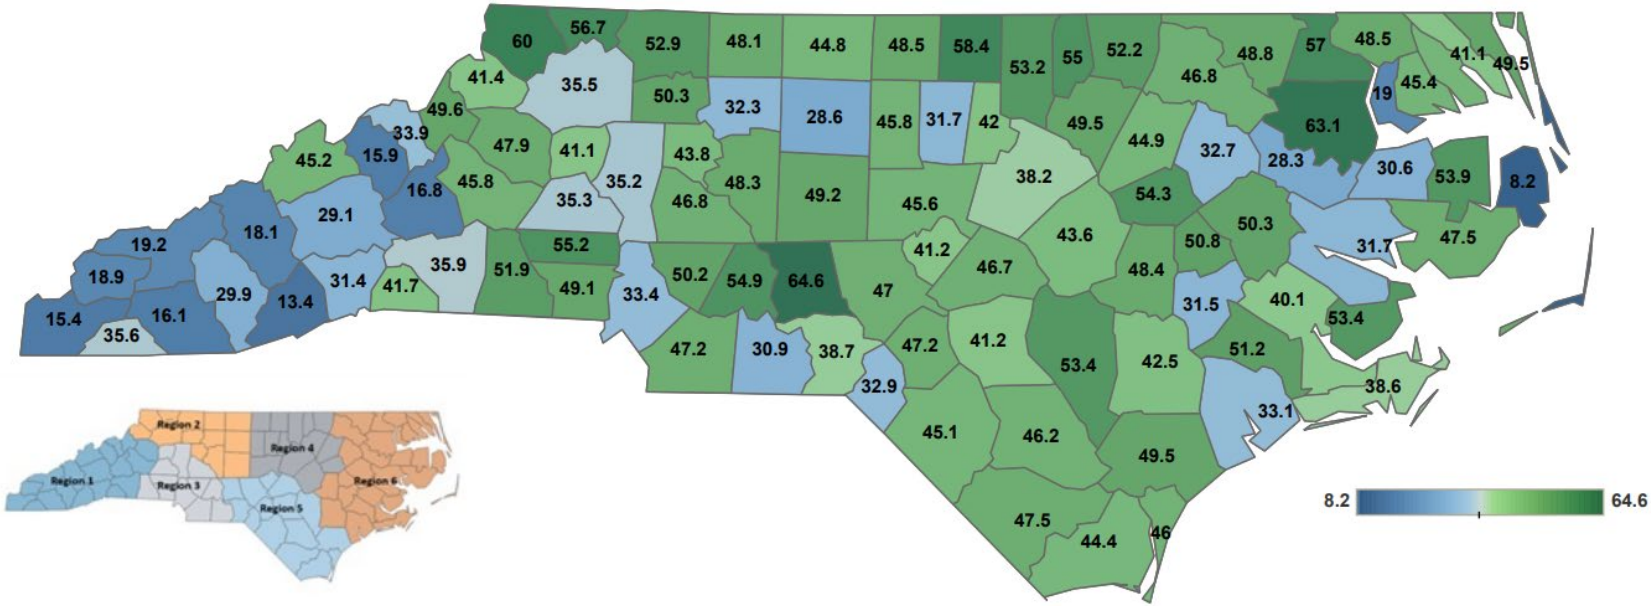 60 56.7 52.9 48.1 44.8 48.5 58.4 53.2 55 52.2 46.8 48.8 57 48.5 41.1 49.5
41.4 35.5 50.3 32.3 28.6 45.8 31.7 42 49.5 44.9 63.1 19 45.4
49.6 33.9 47.9 41.1 43.8 32.7 28.3 30.6 53.9 8.2
45.2 15.9 16.8 45.8 35.3 35.2 46.8 48.3 49.2 45.6 38.2 54.3 50.3 31.7 47.5
19.2 18.1 29.1 35.9 51.9 55.2 41.2 46.7 43.6 48.4 50.8
18.9 29.9 13.4 31.4 41.7 49.1 33.4 50.2 54.9 64.6 47 31.5 40.1 53.4
15.4 35.6 16.1 47.2 30.9 38.7 32.9 47.2 41.2 53.4 42.5 51.2 38.6
45.1 46.2 49.5 33.1
Region 2
Region 4
Region 1
Region 3
Region 6
Region 5
8.2 64.6
47.5 44.4 46